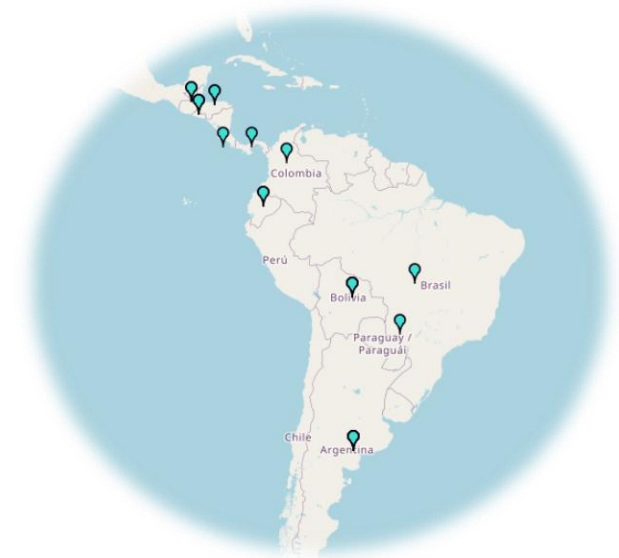 Colombia
Perú
Brasil
Bolivia
Paraguay /
Paraguái
Chile
Argentina